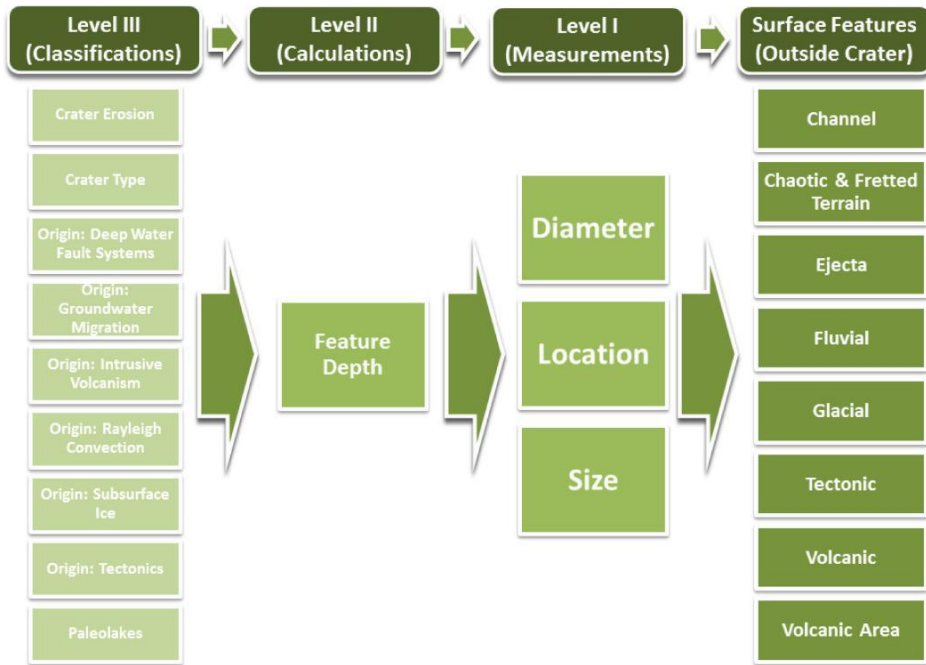 Level III
(Classifications)
Level II
(Calculations)
Level I
(Measurements)
Surface Features
(Outside Crater)
Crater Erosion
Crater Type
Origin: Deep Water
Fault Systems
Origin:
Groundwater
Migration
Origin: Intrusive
Volcanism
Origin: Rayleigh
Convection
Origin: Subsurface
Ice
Origin: Tectonics
Paleolakes
Feature
Depth
Diameter
Location
Size
Channel
Chaotic & Fretted
Terrain
Ejecta
Fluvial
Glacial
Tectonic
Volcanic
Volcanic Area